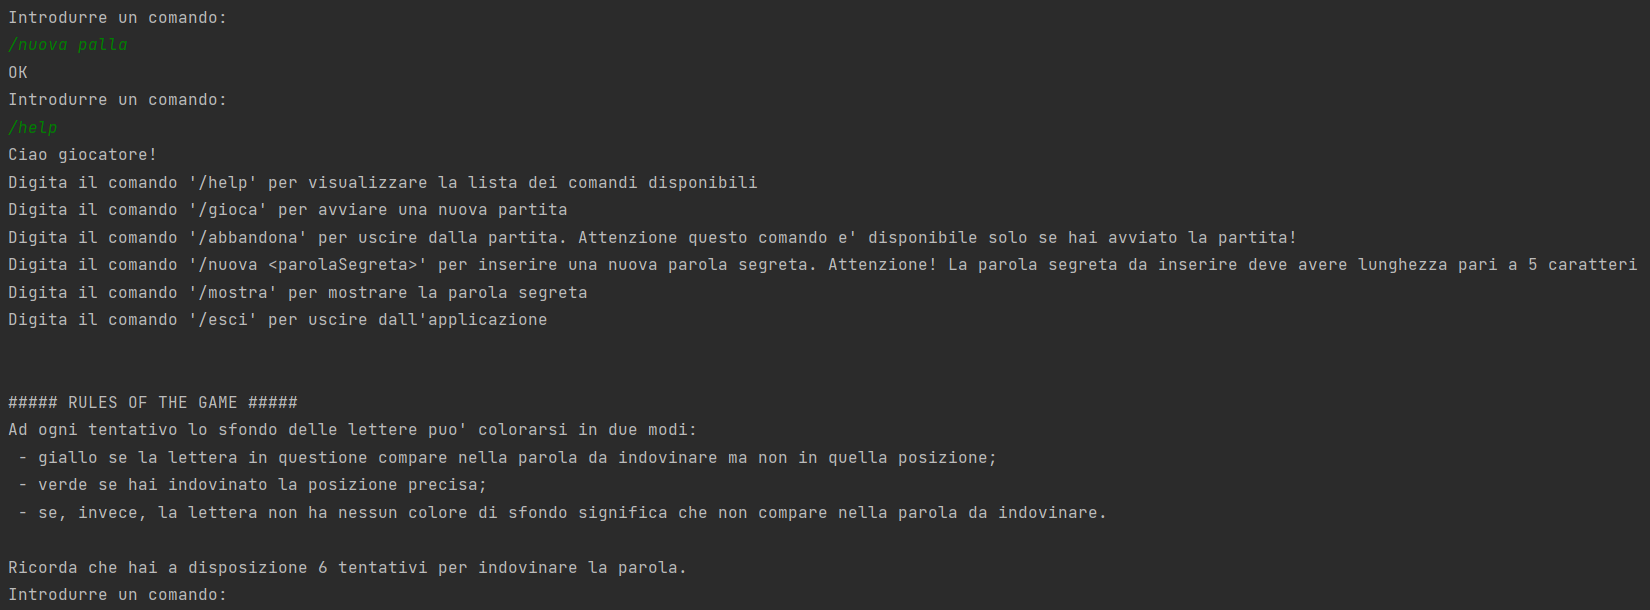 Introdurre un comando:
/nuova palla
OK
Introdurre un comando:
/help
Ciao giocatore!
Digita il comando '/help' per visualizzare la lista dei comandi disponibili
Digita il comando '/gioca' per avviare una nuova partita
Digita il comando '/abbandona' per uscire dalla partita. Attenzione questo comando e' disponibile solo se hai avviato la partita!
Digita il comando '/nuova <parolaSegreta>' per inserire una nuova parola segreta. Attenzione! La parola segreta da inserire deve avere lunghezza pari a 5 caratteri
Digita il comando '/mostra' per mostrare la parola segreta
Digita il comando '/esci' per uscire dall'applicazione
##### RULES OF THE GAME #####
Ad ogni tentativo lo sfondo delle lettere puo' colorarsi in due modi:
- giallo se la lettera in questione compare nella parola da indovinare ma non in quella posizione;
- verde se hai indovinato la posizione precisa;
- se, invece, la lettera non ha nessun colore di sfondo significa che non compare nella parola da indovinare.
Ricorda che hai a disposizione 6 tentativi per indovinare la parola.
Introdurre un comando: